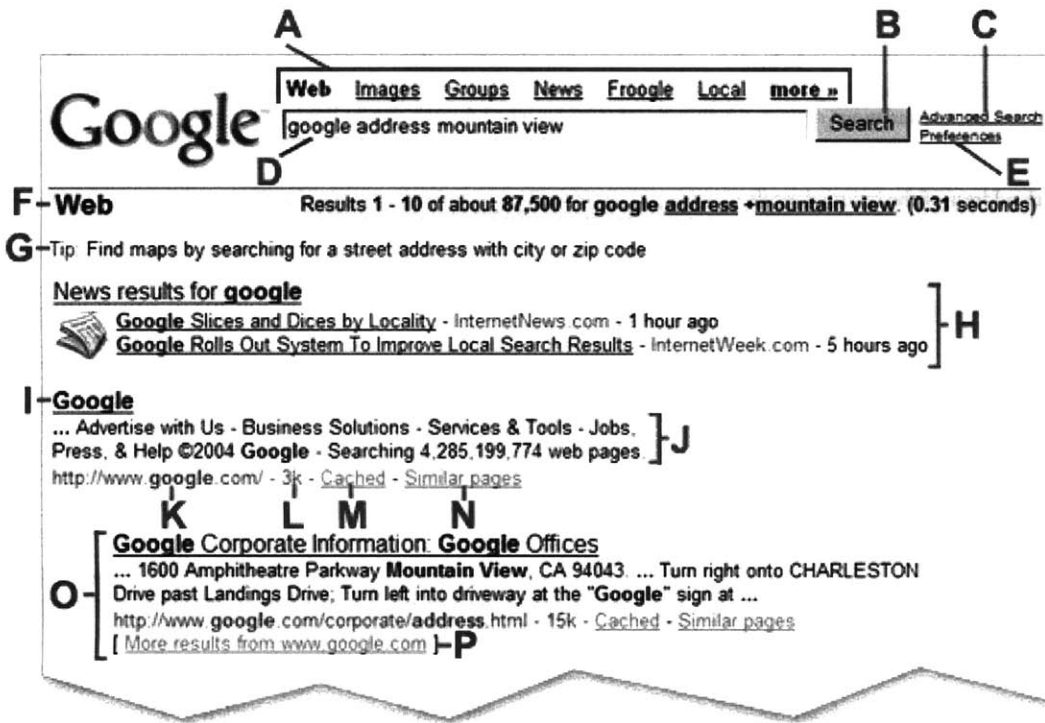 A B C
Web Images Groups News Froogle Local more »
Google google address mountain view Search Advanced Search
Preferences
D E
F Web Results 1 - 10 of about 87,500 for google address +mountain view. (0.31 seconds)
G Tip: Find maps by searching for a street address with city or zip code
News results for google
Google Slices and Dices by Locality - InternetNews.com - 1 hour ago
H
Google Rolls Out System To Improve Local Search Results - InternetWeek.com - 5 hours ago
I Google
... Advertise with Us - Business Solutions - Services & Tools - Jobs,
J
Press, & Help ©2004 Google - Searching 4,285,199,774 web pages.
http://www.google.com/ - 3k - Cached - Similar pages
K L M N
Google Corporate Information: Google Offices
... 1600 Amphitheatre Parkway Mountain View, CA 94043. ... Turn right onto CHARLESTON
O Drive past Landings Drive; Turn left into driveway at the "Google" sign at ...
http://www.google.com/corporate/address.html - 15k - Cached - Similar pages
[ More results from www.google.com ] P